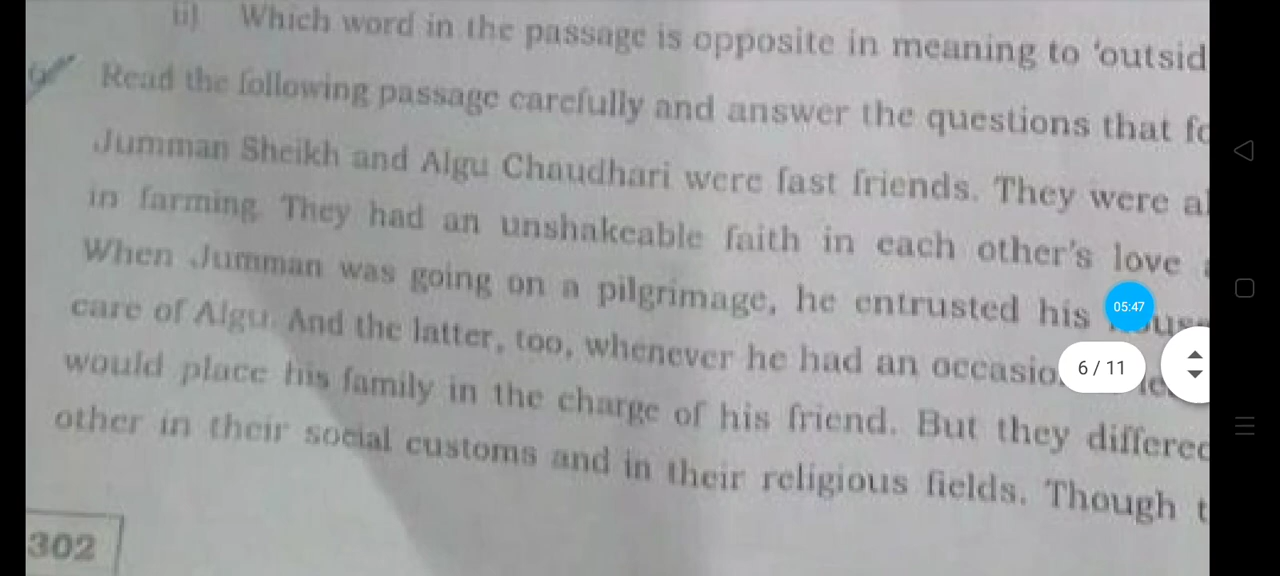 ii) Which word in the passage is opposite in meaning to 'outsid
9. Read the following passage carefully and answer the questions that fo
Jumman Sheikh and Algu Chaudhari were fast friends. They were al
in farming. They had an unshakeable faith in each other's love
When Jumman was going on a pilgrimage, he entrusted his
05:47
care of Algu. And the latter, too, whenever he had an occasio
6 / 11
would place his family in the charge of his friend. But they differed
other in their social customs and in their religious fields. Though t
302